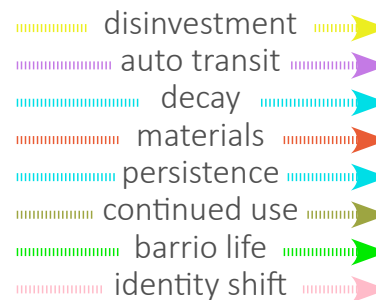 disinvestment
auto transit
decay
materials
persistence
continued use
barrio life
identity shift